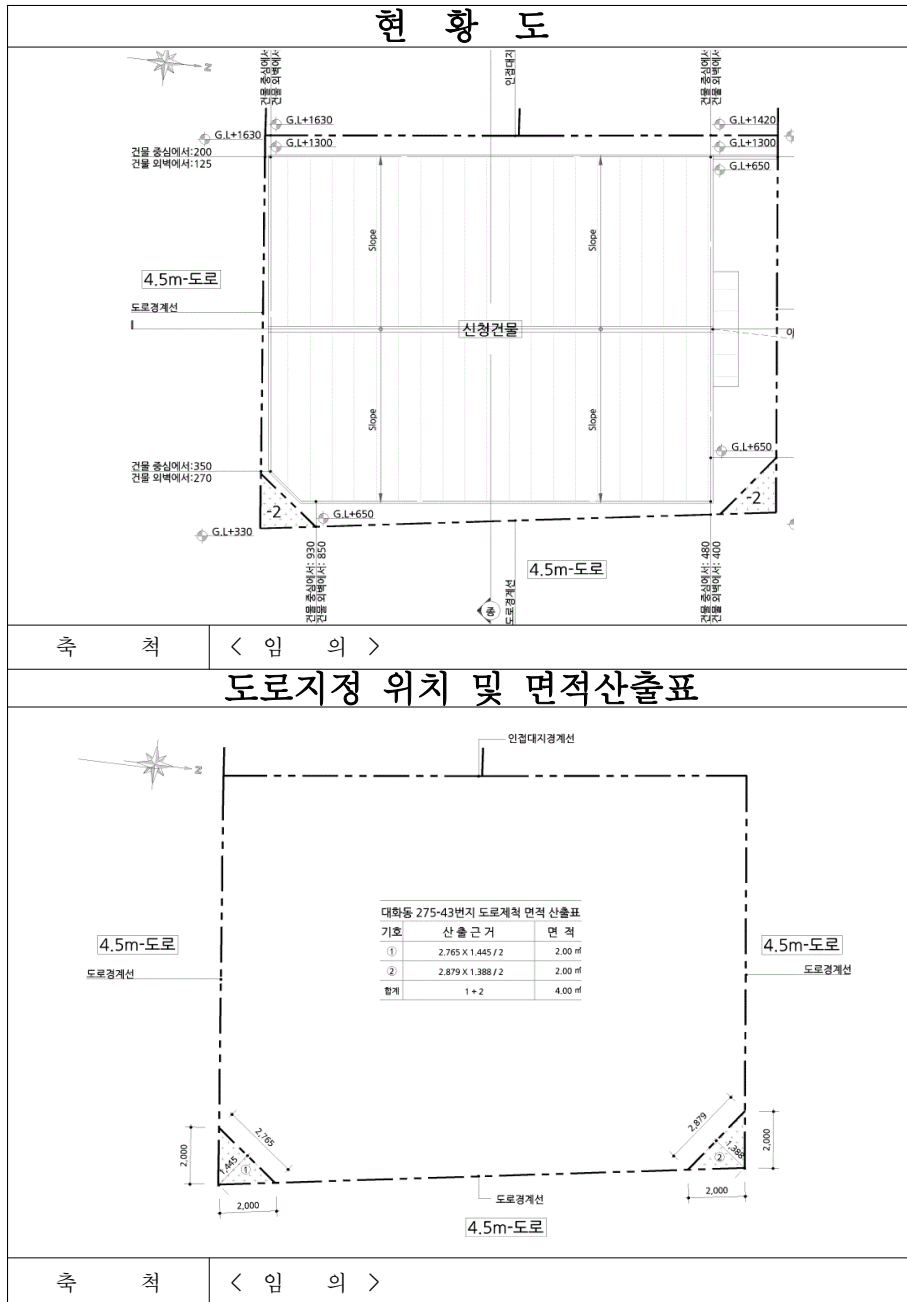 현 황 도
N
건물 중심에서
건물 외벽에서
인접대지
건물 중심에서
건물 외벽에서
G.L+1630
G.L+1630
G.L+1300
G.L+1420
G.L+1300
G.L+650
건물 중심에서:200
건물 외벽에서:125
Slope
Slope
4.5m-도로
도로경계선
신청건물
Slope
Slope
G.L+650
건물 중심에서:350
건물 외벽에서:270
-2
-2
G.L+650
G.L+330
건물 중심에서: 930
건물 외벽에서: 850
4.5m-도로
도로경계선
건물 중심에서: 480
건물 외벽에서: 400
종
축 척 < 임 의 >
도로지정 위치 및 면적산출표
인접대지경계선
N
대화동 275-43번지 도로제척 면적 산출표
기호 산 출 근 거 면 적
① 2.765 X 1.445 / 2 2.00 ㎡
② 2.879 X 1.388 / 2 2.00 ㎡
합계 1 + 2 4.00 ㎡
4.5m-도로
도로경계선
4.5m-도로
도로경계선
2,000
2,765
1,445
①
2,000
2,879
1,388
②
2,000
2,000
도로경계선
4.5m-도로
축 척 < 임 의 >